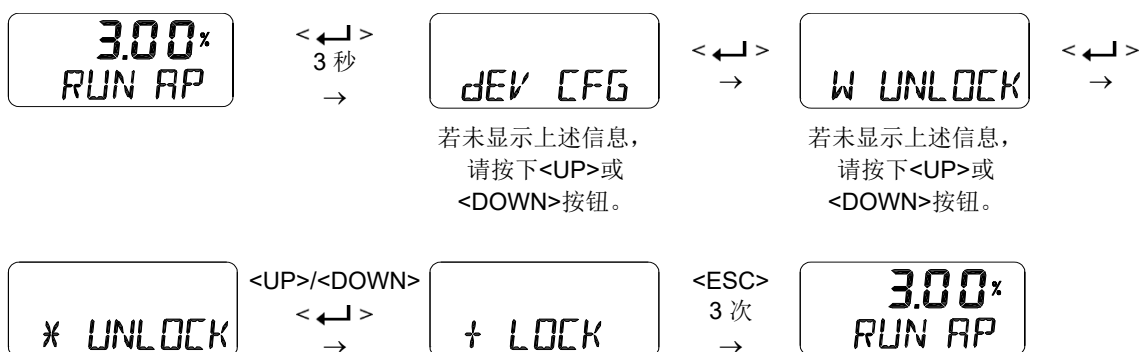 3.00%
RUN AP
< ↵ >
3 秒
→
dEV CFG
若未显示上述信息，
请按下<UP>或
<DOWN>按钮。
< ↵ >
→
W UNLOCK
若未显示上述信息，
请按下<UP>或
<DOWN>按钮。
< ↵ >
→
* UNLOCK
<UP>/<DOWN>
< ↵ >
→
+ LOCK
<ESC>
3 次
→
3.00%
RUN AP